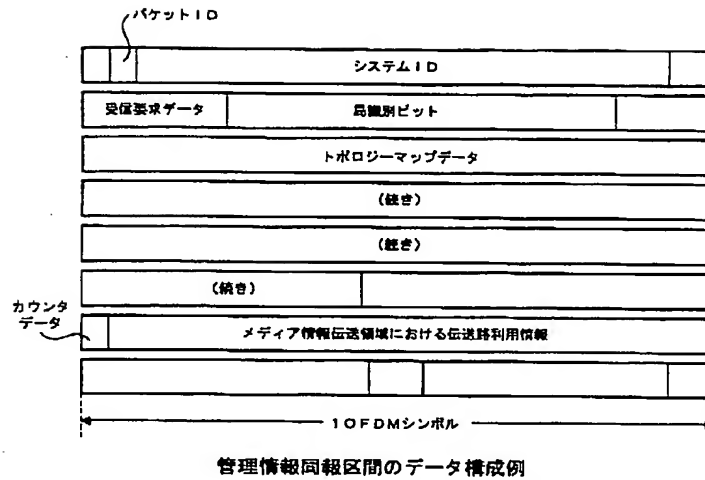 パケットID
システムID
受信要求データ
局識別ビット
トポロジーマップデータ
(続き)
(続き)
(続き)
カウンタ
データ
メディア情報伝送領域における伝送路利用情報
1OFDMシンボル
管理情報同報区間のデータ構成例